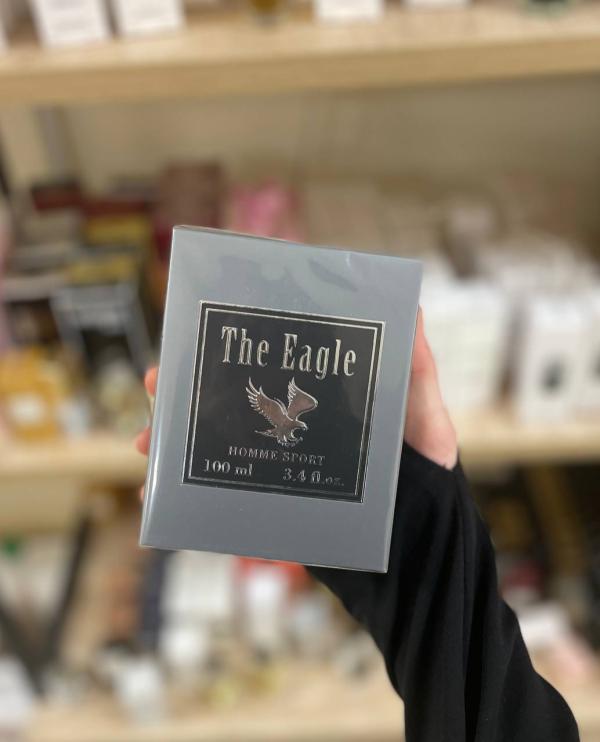 The Eagle
HOMME SPORT
100 ml 3.4 fl.oz.